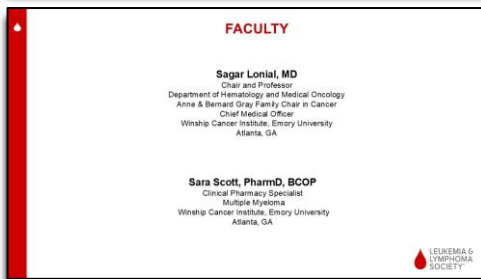 FACULTY
Sagar Lonial, MD
Chair and Professor
Department of Hematology and Medical Oncology
Anne & Bernard Gray Family Chair in Cancer
Chief Medical Officer
Winship Cancer Institute, Emory University
Atlanta, GA
Sara Scott, PharmD, BCOP
Clinical Pharmacy Specialist
Multiple Myeloma
Winship Cancer Institute, Emory University
Atlanta, GA
LEUKEMIA &
LYMPHOMA
SOCIETY®